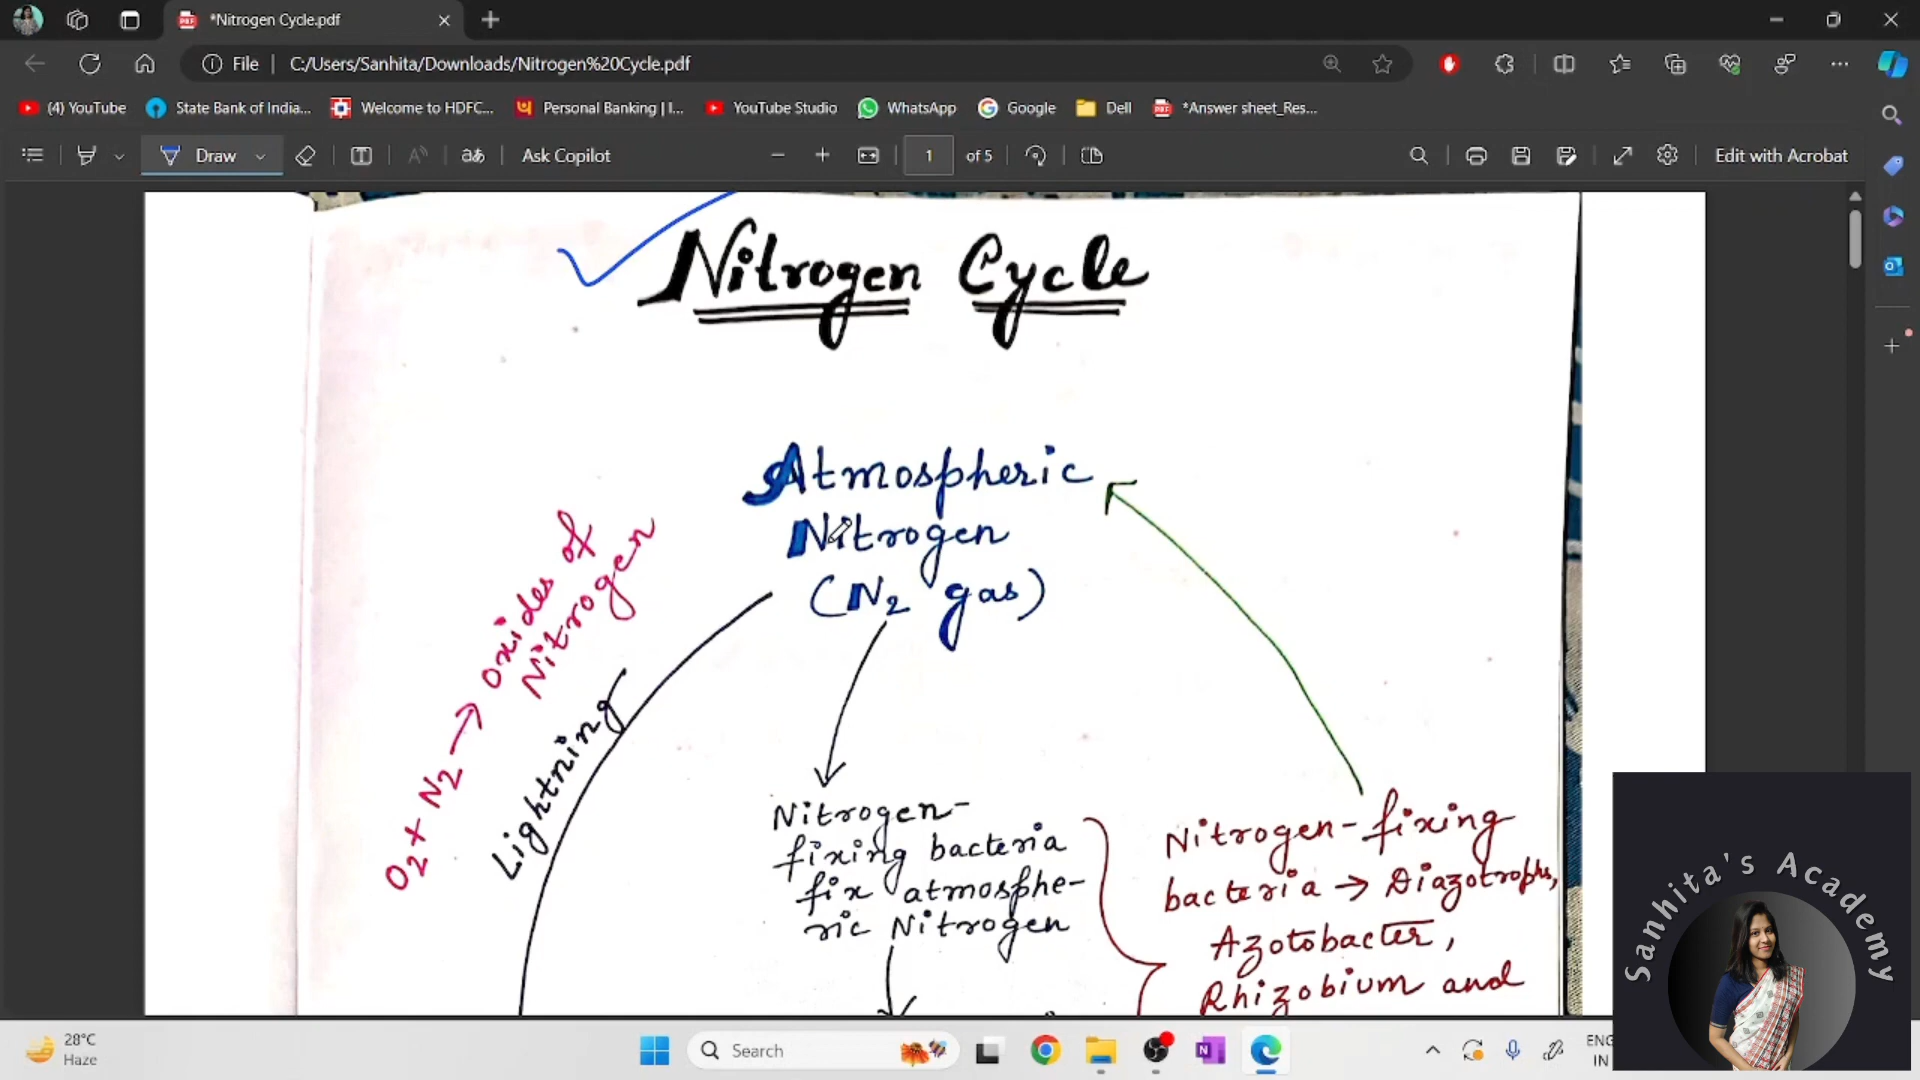 *Nitrogen Cycle.pdf
File
C:/Users/Sanhita/Downloads/Nitrogen%20Cycle.pdf
(4) YouTube
State Bank of India...
Welcome to HDFC...
Personal Banking | I...
YouTube Studio
WhatsApp
Google
Dell
*Answer sheet_Res...
Draw
Ask Copilot
1 of 5
Edit with Acrobat
Nitrogen Cycle
Atmospheric
Nitrogen
(N2 gas)
O2+ N2 → oxides of
Nitrogen
Lightning
Nitrogen-
fixing bacteria
fix atmosphe-
ric Nitrogen
Nitrogen-fixing
bacteria → Diazotrophs,
Azotobacter,
Rhizobium and
Sanhita's Academy
28°C
Haze
Search
ENG
IN